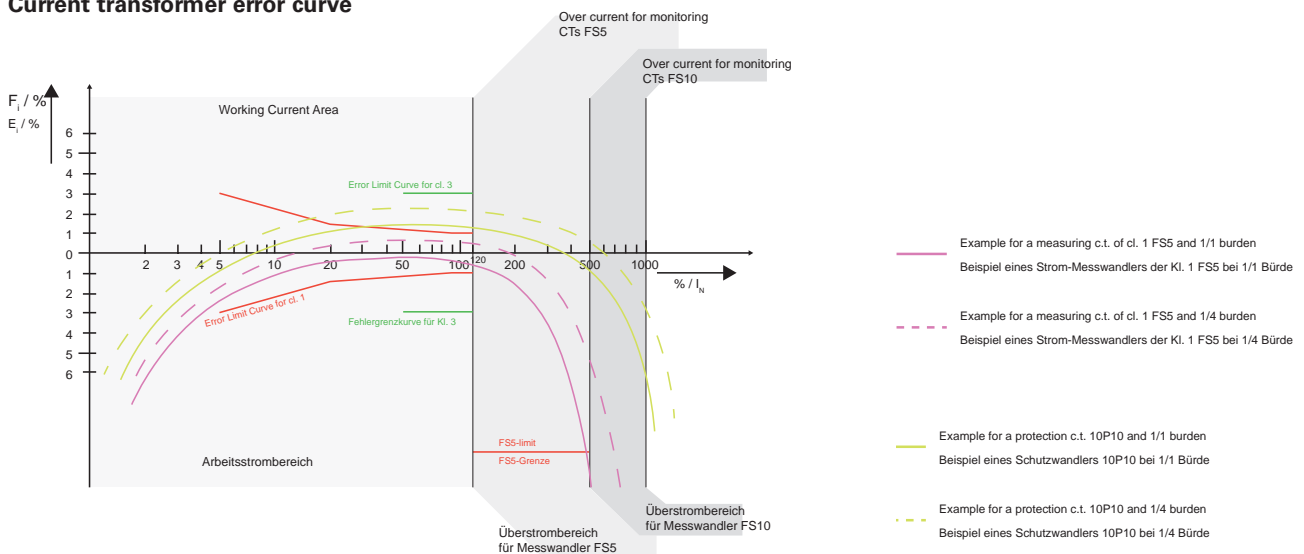 Current transformer error curve
Over current for monitoring
CTs FS5
Over current for monitoring
CTs FS10
Fi / %
Ei / %
Working Current Area
6
5
4
3
2
1
0
1
2
3
4
5
6
Error Limit Curve for cl. 3
2 3 4 5 10 20 50 100 120 200 500 1000
% / IN
Error Limit Curve for cl. 1
Fehlergrenzkurve für Kl. 3
FS5-limit
FS5-Grenze
Arbeitsstrombereich
Überstrombereich
für Messwandler FS5
Überstrombereich
für Messwandler FS10
Example for a measuring c.t. of cl. 1 FS5 and 1/1 burden
Beispiel eines Strom-Messwandlers der Kl. 1 FS5 bei 1/1 Bürde
Example for a measuring c.t. of cl. 1 FS5 and 1/4 burden
Beispiel eines Strom-Messwandlers der Kl. 1 FS5 bei 1/4 Bürde
Example for a protection c.t. 10P10 and 1/1 burden
Beispiel eines Schutzwandlers 10P10 bei 1/1 Bürde
Example for a protection c.t. 10P10 and 1/4 burden
Beispiel eines Schutzwandlers 10P10 bei 1/4 Bürde